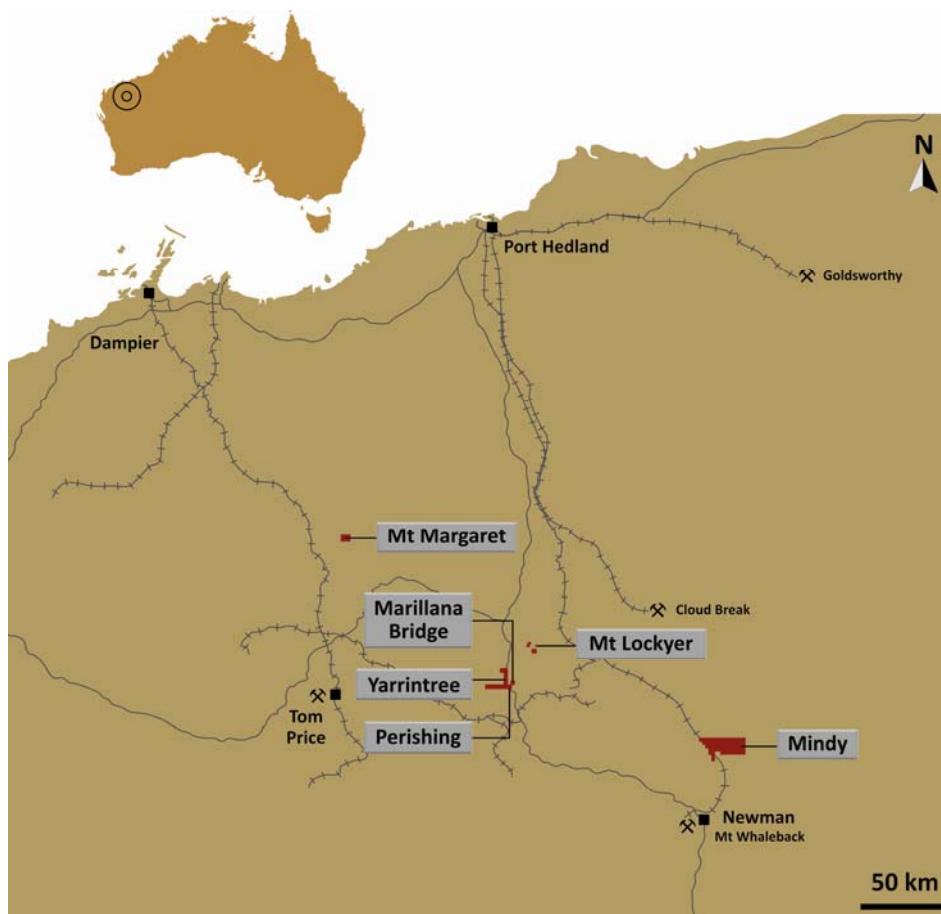 N
Port Hedland
Goldsworthy
Dampier
Mt Margaret
Marillana
Bridge
Cloud Break
Mt Lockyer
Yarrintree
Tom
Price
Perishing
Mindy
Newman
Mt Whaleback
50 km